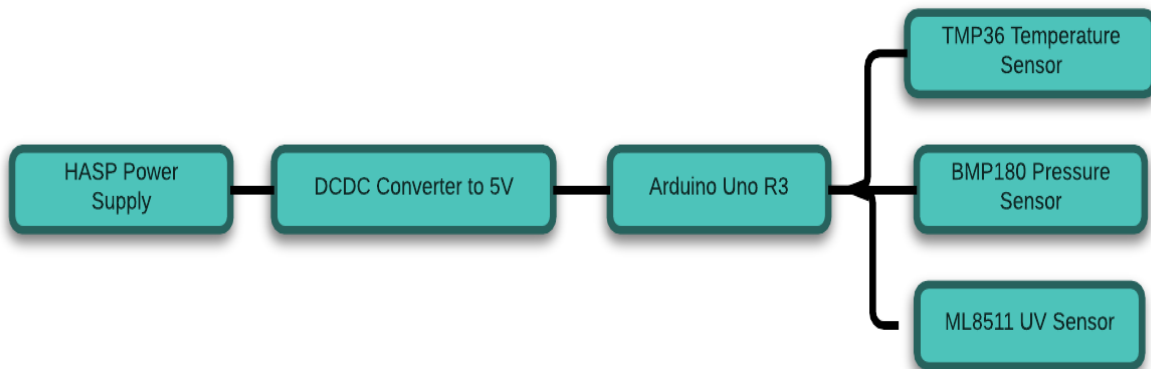 HASP Power
Supply
DCDC Converter to 5V
Arduino Uno R3
TMP36 Temperature
Sensor
BMP180 Pressure
Sensor
ML8511 UV Sensor